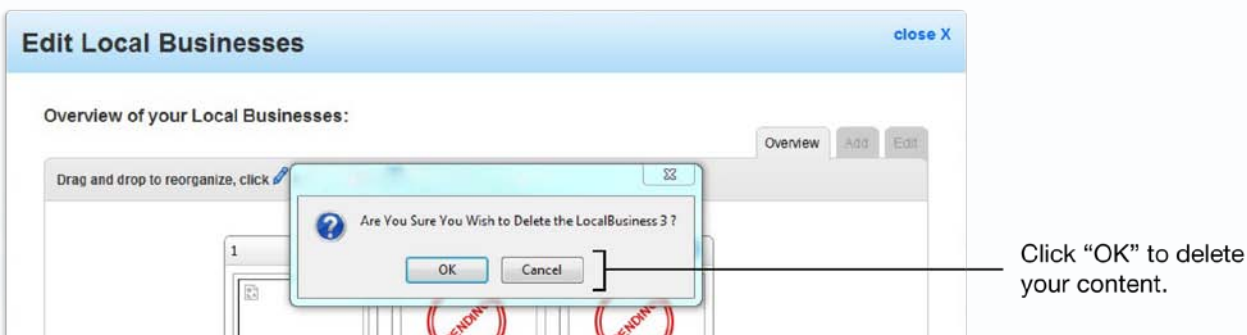 Edit Local Businesses
close X
Overview of your Local Businesses:
Overview
Add
Edit
Drag and drop to reorganize, click
Are You Sure You Wish to Delete the LocalBusiness 3 ?
OK
Cancel
1
Click “OK” to delete
your content.